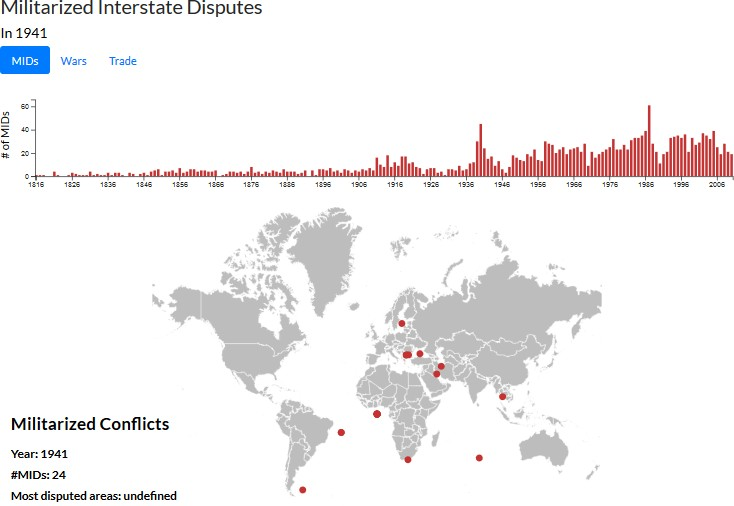 Militarized Interstate Disputes
In 1941
MIDs Wars Trade
# of MIDs
60
40
20
0
1816 1826 1836 1846 1856 1866 1876 1886 1896 1906 1916 1926 1936 1946 1956 1966 1976 1986 1996 2006
Militarized Conflicts
Year: 1941
#MIDs: 24
Most disputed areas: undefined